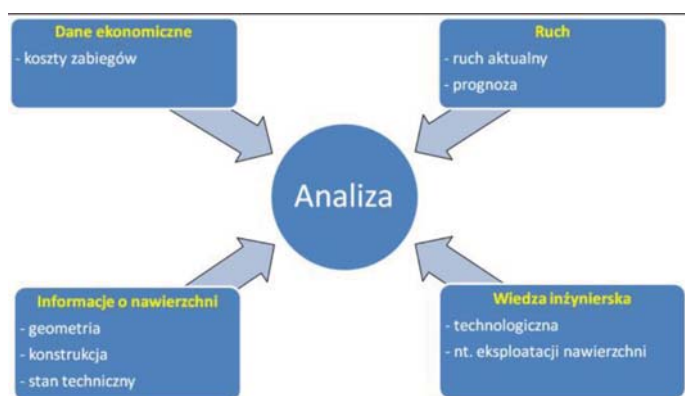 Dane ekonomiczne
- koszty zabiegów
Ruch
- ruch aktualny
- prognoza
Analiza
Informacje o nawierzchni
- geometria
- konstrukcja
- stan techniczny
Wiedza inżynierska
- technologiczna
- nt. eksploatacji nawierzchni